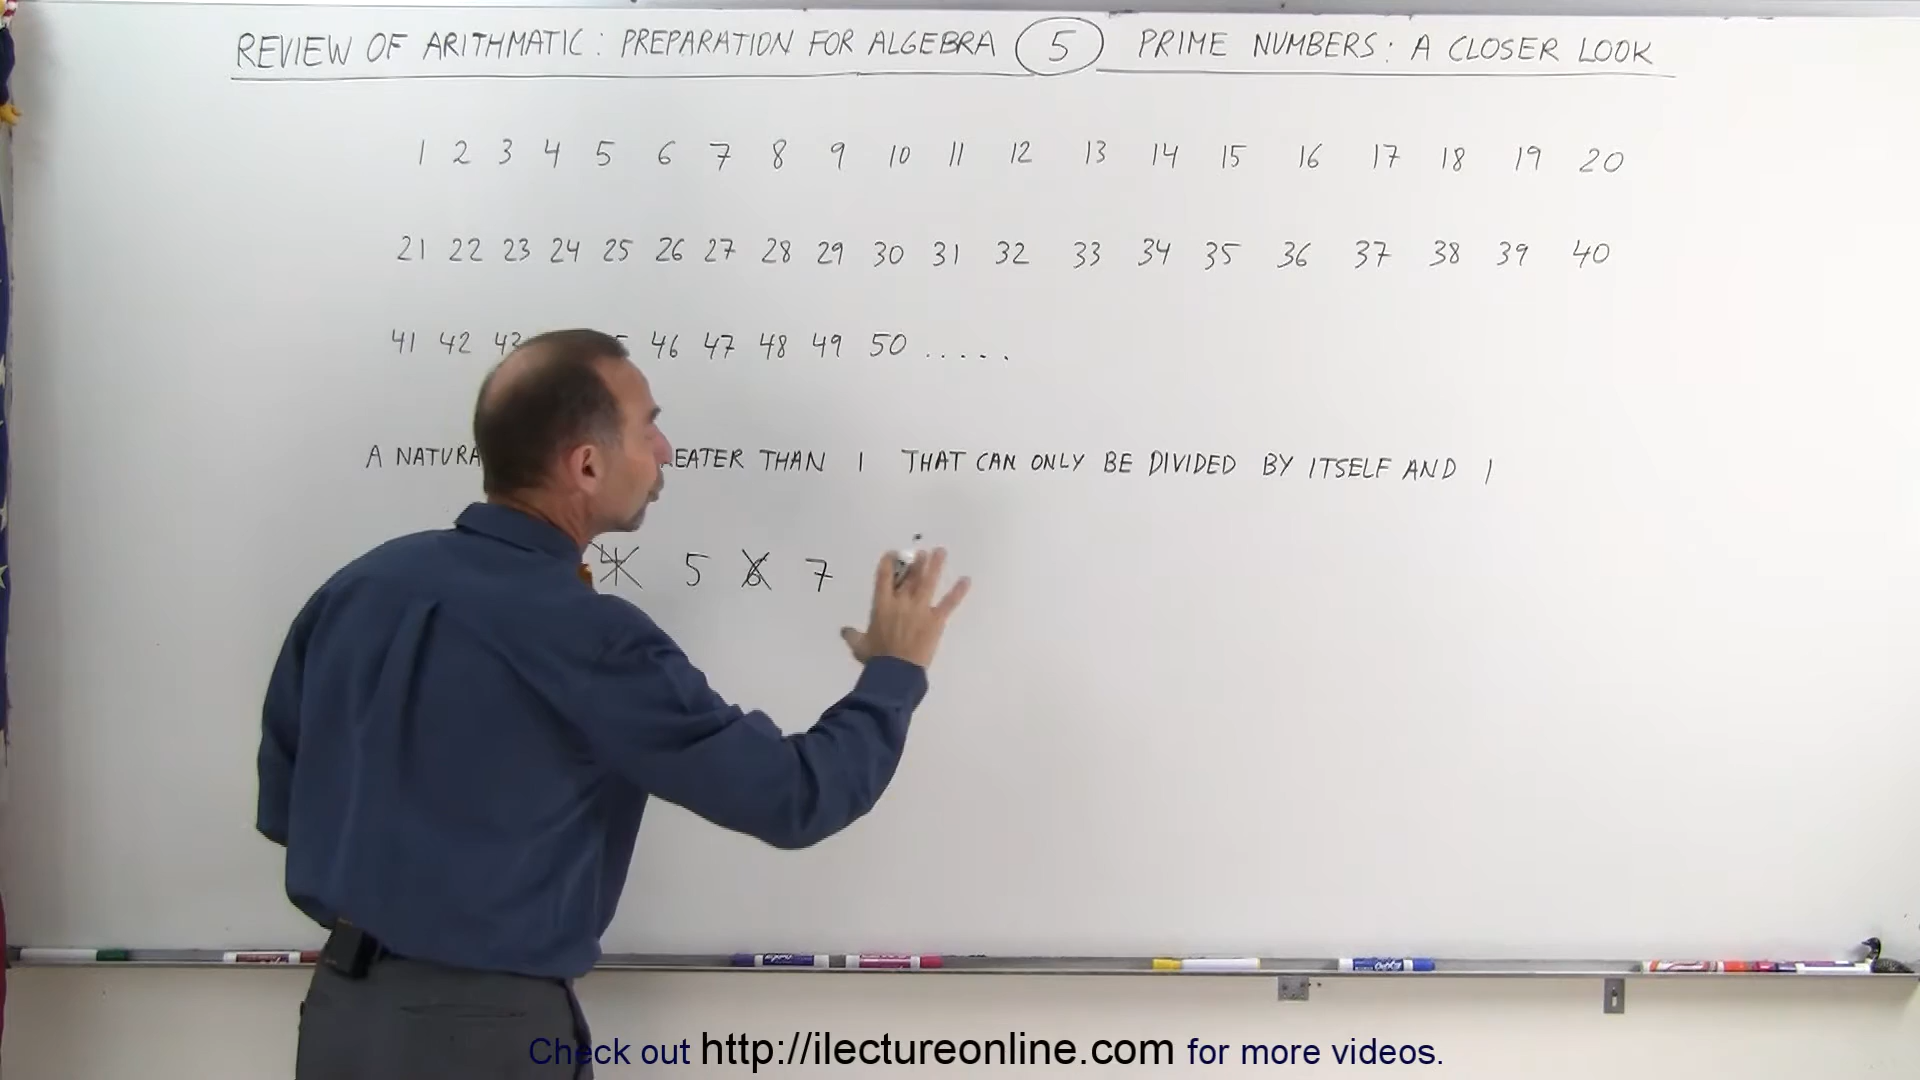 REVIEW OF ARITHMATIC: PREPARATION FOR ALGEBRA 5 PRIME NUMBERS: A CLOSER LOOK
1 2 3 4 5 6 7 8 9 10 11 12 13 14 15 16 17 18 19 20
21 22 23 24 25 26 27 28 29 30 31 32 33 34 35 36 37 38 39 40
41 42 43 46 47 48 49 50 .....
A THAN 1 THAT CAN ONLY BE DIVIDED BY ITSELF AND 1
4 5 6 7
Check out http://ilectureonline.com for more videos.